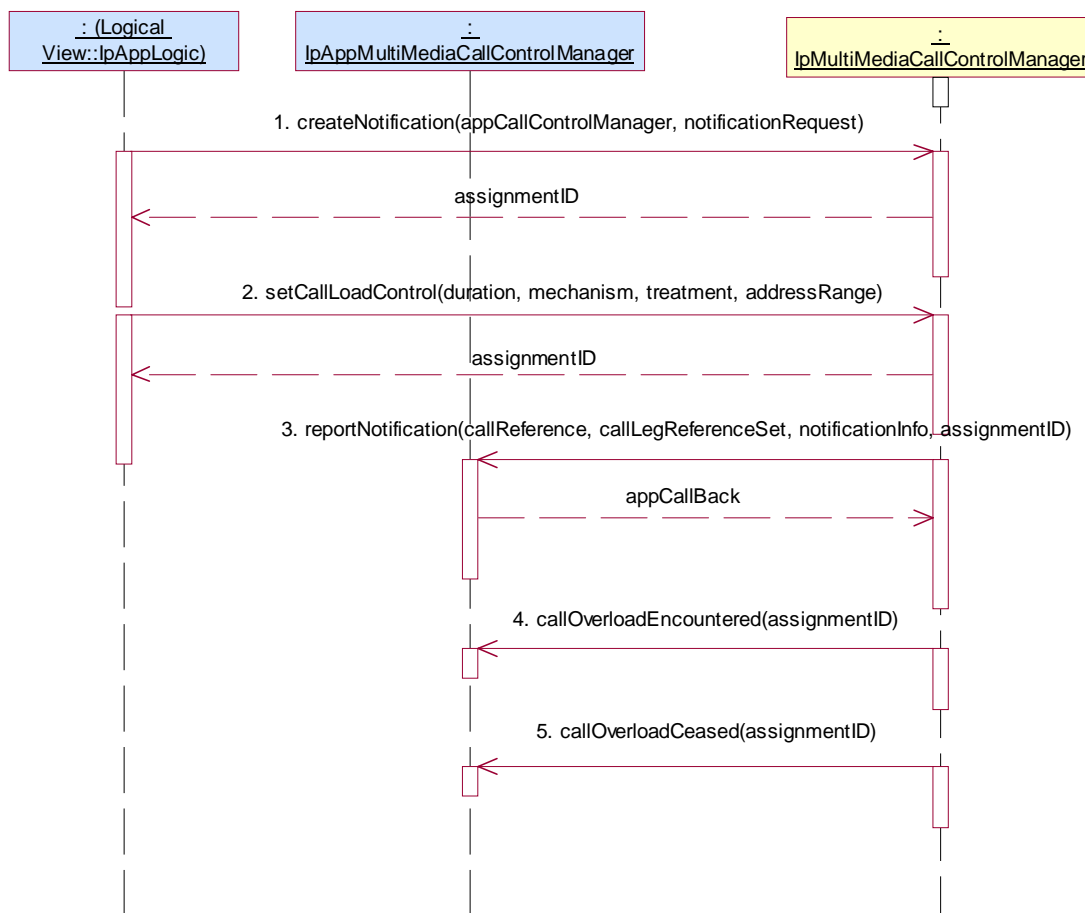 : (Logical
View::IpAppLogic)
:
IpAppMultiMediaCallControlManager
:
IpMultiMediaCallControlManager
1. createNotification(appCallControlManager, notificationRequest)
assignmentID
2. setCallLoadControl(duration, mechanism, treatment, addressRange)
assignmentID
3. reportNotification(callReference, callLegReferenceSet, notificationInfo, assignmentID)
appCallBack
4. callOverloadEncountered(assignmentID)
5. callOverloadCeased(assignmentID)